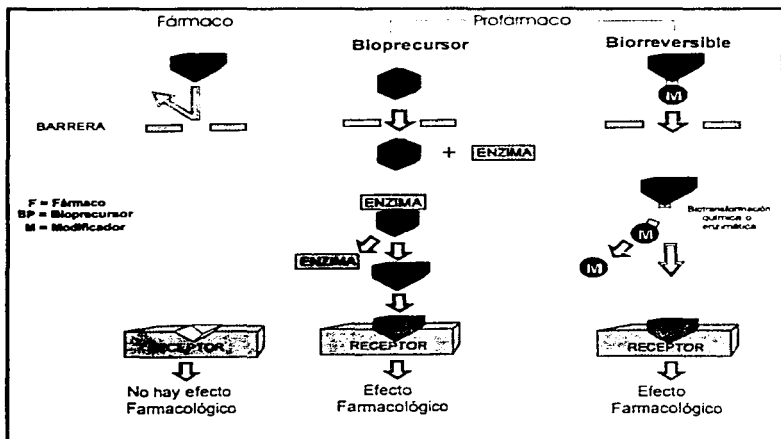 Fármaco
Profármaco
Bioprecursor
Biorreversible
M
BARRERA
+ ENZIMA
F = Fármaco
BP = Bioprecursor
M = Modificador
ENZIMA
ENZIMA
Biotransformación
química o
enzimática
M
M
RECEPTOR
RECEPTOR
RECEPTOR
No hay efecto
Farmacológico
Efecto
Farmacológico
Efecto
Farmacológico